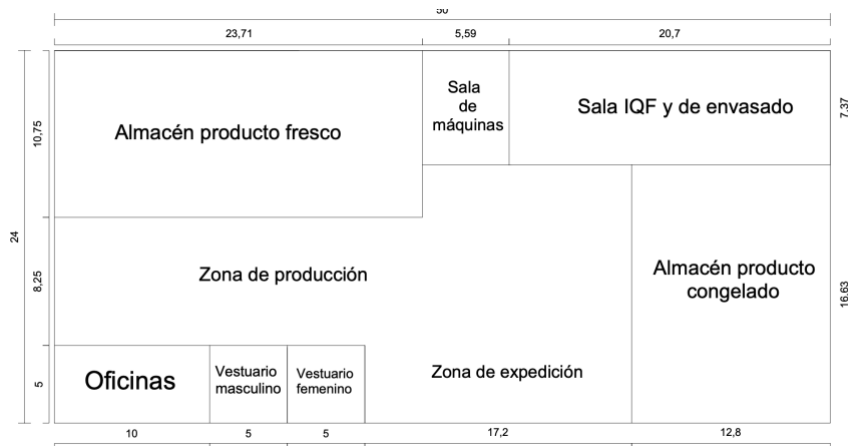 50
23,71
5,59
20,7
Almacén producto fresco
Sala
de
máquinas
Sala IQF y de envasado
10,75
7,37
24
Zona de producción
8,25
Almacén producto
congelado
16,63
Oficinas
Vestuario
masculino
Vestuario
femenino
Zona de expedición
5
10
5
5
17,2
12,8